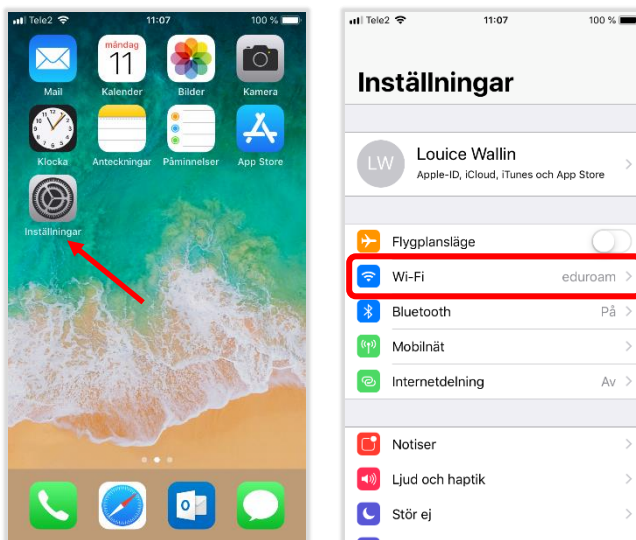 Tele2 11:07 100 %
måndag
11
Mail Kalender Bilder Kamera
Klocka Anteckningar Påminnelser App Store
Inställningar
Tele2 11:07 100 %
Inställningar
LW
Louice Wallin
Apple-ID, iCloud, iTunes och App Store
Flygplansläge
Wi-Fi eduroam
Bluetooth På
Mobilnät
Internetdelning Av
Notiser
Ljud och haptik
Stör ej